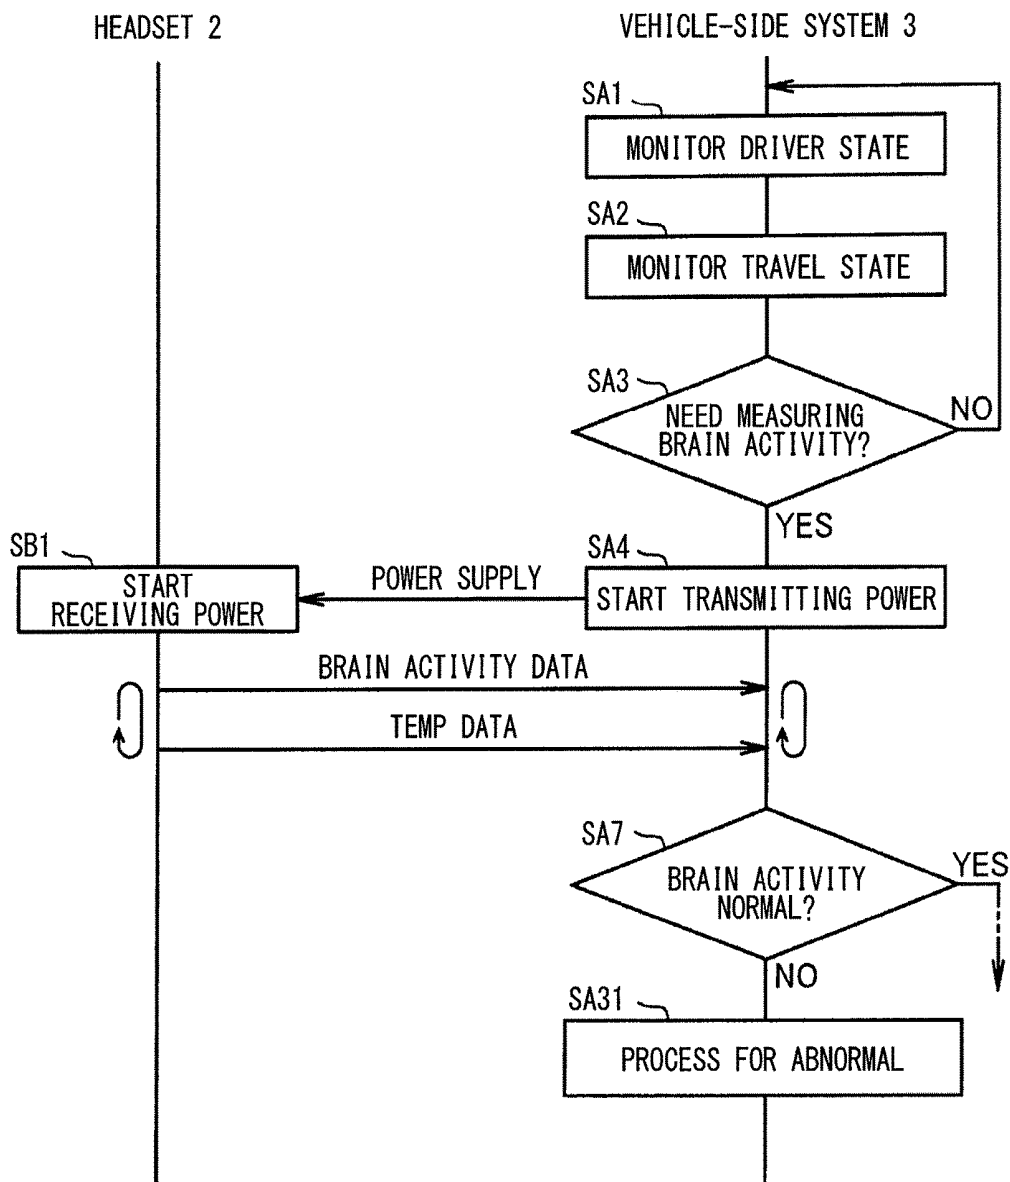 HEADSET 2
VEHICLE-SIDE SYSTEM 3
SA1
MONITOR DRIVER STATE
SA2
MONITOR TRAVEL STATE
SA3
NEED MEASURING
BRAIN ACTIVITY?
NO
YES
SB1
START
RECEIVING POWER
POWER SUPPLY
SA4
START TRANSMITTING POWER
BRAIN ACTIVITY DATA
TEMP DATA
SA7
BRAIN ACTIVITY
NORMAL?
YES
NO
SA31
PROCESS FOR ABNORMAL